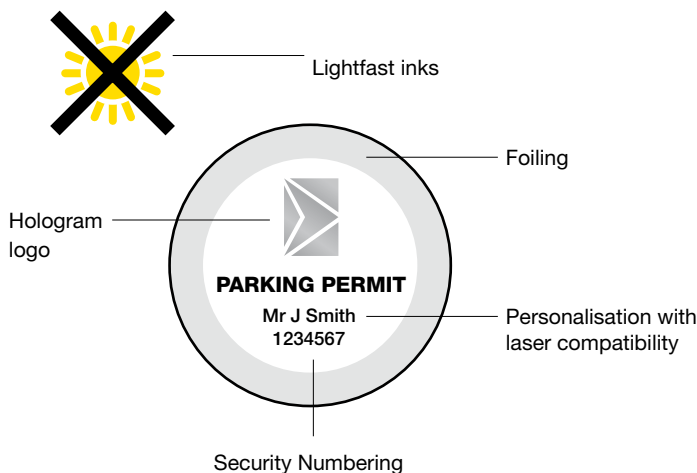 Lightfast inks
Foiling
Hologram
logo
PARKING PERMIT
Mr J Smith
1234567
Personalisation with
laser compatibility
Security Numbering